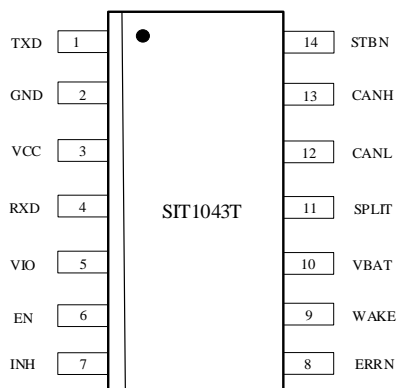 TXD 1 14 STBN
GND 2 13 CANH
VCC 3 12 CANL
RXD 4 SIT1043T 11 SPLIT
VIO 5 10 VBAT
EN 6 9 WAKE
INH 7 8 ERRN